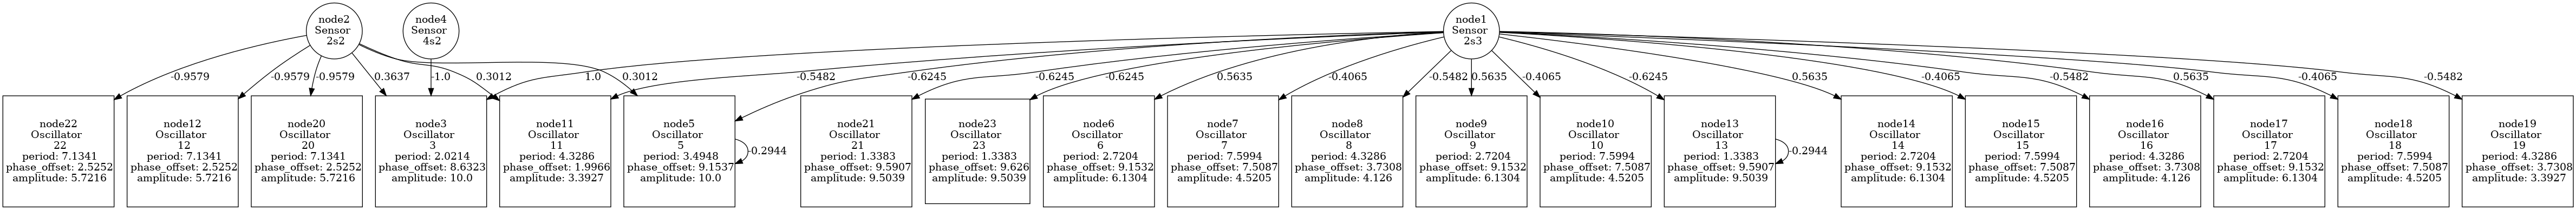 node2
Sensor
2s2
node4
Sensor
4s2
node1
Sensor
2s3
-0.9579
-0.9579
-0.9579
0.3637
-1.0
0.3012
1.0
0.3012
-0.5482
-0.6245
-0.6245
-0.6245
0.5635
-0.4065
-0.5482
0.5635
-0.4065
-0.6245
0.5635
-0.4065
-0.5482
0.5635
-0.4065
-0.5482
node22
Oscillator
22
period: 7.1341
phase_offset: 2.5252
amplitude: 5.7216
node12
Oscillator
12
period: 7.1341
phase_offset: 2.5252
amplitude: 5.7216
node20
Oscillator
20
period: 7.1341
phase_offset: 2.5252
amplitude: 5.7216
node3
Oscillator
3
period: 2.0214
phase_offset: 8.6323
amplitude: 10.0
node11
Oscillator
11
period: 4.3286
phase_offset: 1.9966
amplitude: 3.3927
node5
Oscillator
5
period: 3.4948
phase_offset: 9.1537
amplitude: 10.0
-0.2944
node21
Oscillator
21
period: 1.3383
phase_offset: 9.5907
amplitude: 9.5039
node23
Oscillator
23
period: 1.3383
phase_offset: 9.626
amplitude: 9.5039
node6
Oscillator
6
period: 2.7204
phase_offset: 9.1532
amplitude: 6.1304
node7
Oscillator
7
period: 7.5994
phase_offset: 7.5087
amplitude: 4.5205
node8
Oscillator
8
period: 4.3286
phase_offset: 3.7308
amplitude: 4.126
node9
Oscillator
9
period: 2.7204
phase_offset: 9.1532
amplitude: 6.1304
node10
Oscillator
10
period: 7.5994
phase_offset: 7.5087
amplitude: 4.5205
node13
Oscillator
13
period: 1.3383
phase_offset: 9.5907
amplitude: 9.5039
-0.2944
node14
Oscillator
14
period: 2.7204
phase_offset: 9.1532
amplitude: 6.1304
node15
Oscillator
15
period: 7.5994
phase_offset: 7.5087
amplitude: 4.5205
node16
Oscillator
16
period: 4.3286
phase_offset: 3.7308
amplitude: 4.126
node17
Oscillator
17
period: 2.7204
phase_offset: 9.1532
amplitude: 6.1304
node18
Oscillator
18
period: 7.5994
phase_offset: 7.5087
amplitude: 4.5205
node19
Oscillator
19
period: 4.3286
phase_offset: 3.7308
amplitude: 3.3927